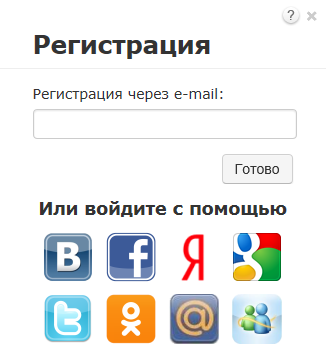 ?
Регистрация
Регистрация через e-mail:
Готово
Или войдите с помощью
B f Я g
t @